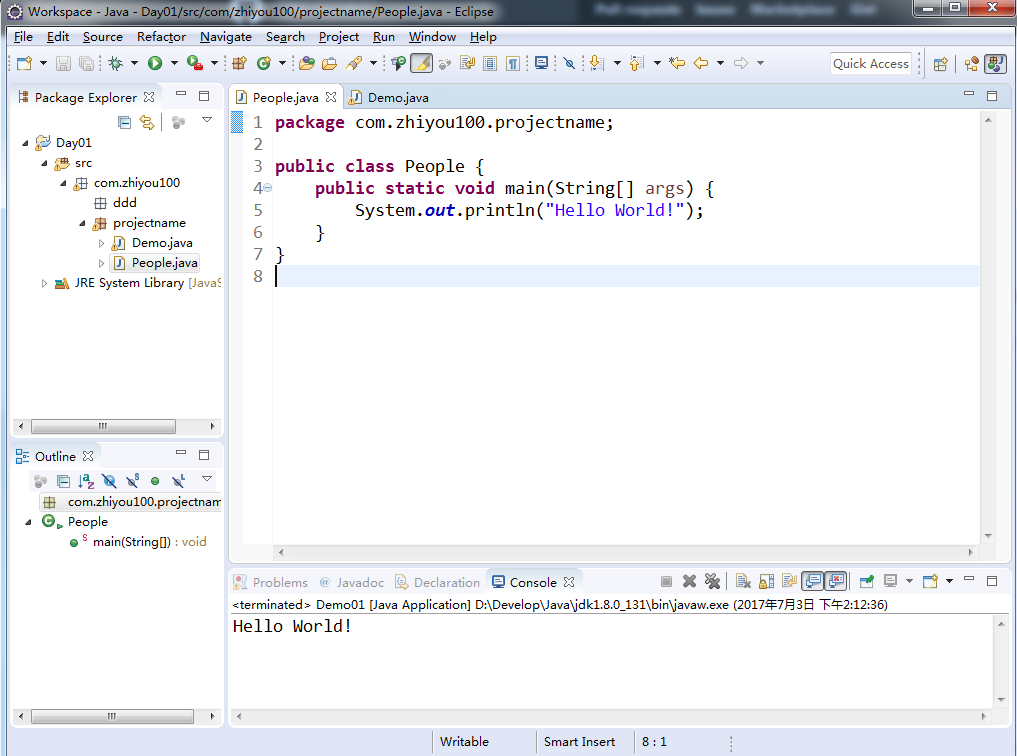 Workspace - Java - Day01/src/com/zhiyou100/projectname/People.java - Eclipse
File Edit Source Refactor Navigate Search Project Run Window Help
Quick Access
Package Explorer
Day01
src
com.zhiyou100
ddd
projectname
Demo.java
People.java
JRE System Library [JavaS
People.java Demo.java
1 package com.zhiyou100.projectname;
2
3 public class People {
4 public static void main(String[] args) {
5 System.out.println("Hello World!");
6 }
7 }
8
Outline
com.zhiyou100.projectnam
People
main(String[]) : void
Problems @ Javadoc Declaration Console
<terminated> Demo01 [Java Application] D:\Develop\Java\jdk1.8.0_131\bin\javaw.exe (2017年7月3日 下午2:12:36)
Hello World!
Writable Smart Insert 8 : 1